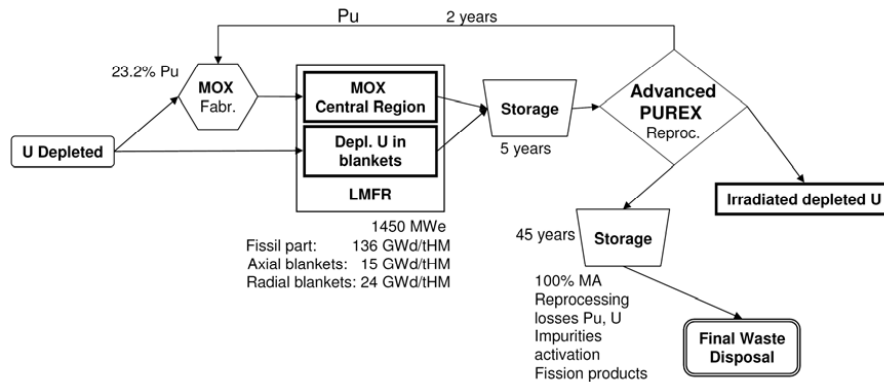 Pu
2 years
23.2% Pu
MOX
Fabr.
MOX
Central Region
Storage
Advanced
PUREX
Reproc.
U Depleted
Depl. U in
blankets
5 years
LMFR
Irradiated depleted U
1450 MWe
Fissil part: 136 GWd/tHM
Axial blankets: 15 GWd/tHM
Radial blankets: 24 GWd/tHM
45 years
Storage
100% MA
Reprocessing
losses Pu, U
Impurities
activation
Fission products
Final Waste
Disposal